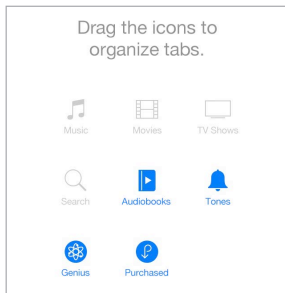 Drag the icons to
organize tabs.
Music Movies TV Shows
Search Audiobooks Tones
Genius Purchased